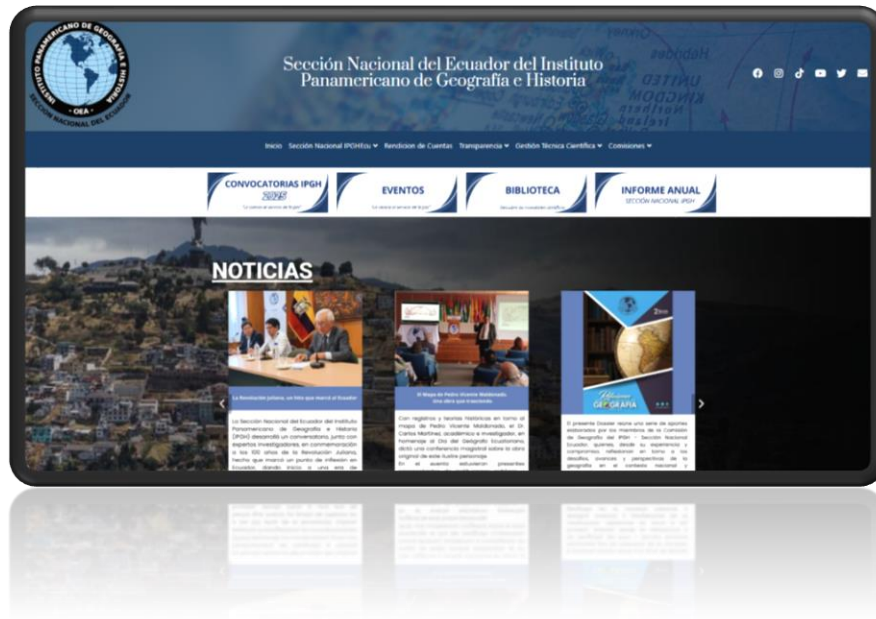 INSTITUTO PANAMERICANO DE GEOGRAFÍA E HISTORIA
- OEA -
SECCIÓN NACIONAL DEL ECUADOR
Sección Nacional del Ecuador del Instituto
Panamericano de Geografía e Historia
Inicio Sección Nacional IPGHEcu Rendicion de Cuentas Transparencia Gestión Técnica Científica Comisiones
CONVOCATORIAS IPGH
2025
EVENTOS
BIBLIOTECA
INFORME ANUAL
SECCIÓN NACIONAL IPGH
NOTICIAS
La Revolución Juliana, un hito que marcó al Ecuador
La Sección Nacional del Ecuador del Instituto
Panamericano de Geografía e Historia
(IPGH) desarrolló un conversatorio, junto con
expertos investigadores, en conmemoración
a los 100 años de la Revolución Juliana,
hecho que marcó un punto de inflexión en
Ecuador, dando inicio a una era de
El Mapa de Pedro Vicente Maldonado,
Una obra que trasciende.
Con registros y teorías históricas en torno al
mapa de Pedro Vicente Maldonado, el Dr.
Carlos Martínez, académico e investigador, en
homenaje al Día del Geógrafo Ecuatoriano,
dictó una conferencia magistral sobre la obra
original de este ilustre personaje.
En el evento estuvieron presentes
GEOGRAFÍA
El presente Dossier reúne una serie de aportes
elaborados por los miembros de la Comisión
de Geografía del IPGH - Sección Nacional
Ecuador, quienes, desde su experiencia y
compromiso, reflexionan en torno a los
desafíos, avances y perspectivas de la
geografía en el contexto nacional y